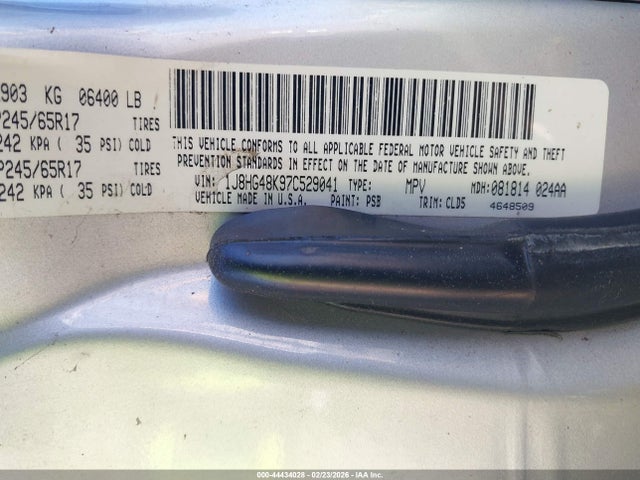 903 KG 06400 LB
P245/65R17 TIRES
242 KPA ( 35 PSI) COLD
P245/65R17 TIRES
242 KPA ( 35 PSI) COLD
THIS VEHICLE CONFORMS TO ALL APPLICABLE FEDERAL MOTOR VEHICLE SAFETY AND THEFT
PREVENTION STANDARDS IN EFFECT ON THE DATE OF MANUFACTURE SHOWN ABOVE.
VIN: 1J8HG48K97C529041 TYPE: MPV MDH: 081814 024AA
VEHICLE MADE IN U.S.A. PAINT: PSB TRIM: CLD5 4648509
000-44434028 - 02/23/2026 - IAA Corp.